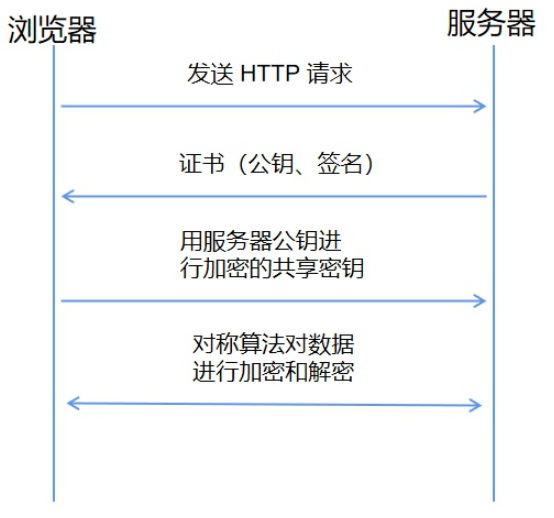 浏览器
服务器
发送 HTTP 请求
证书（公钥、签名）
用服务器公钥进
行加密的共享密钥
对称算法对数据
进行加密和解密